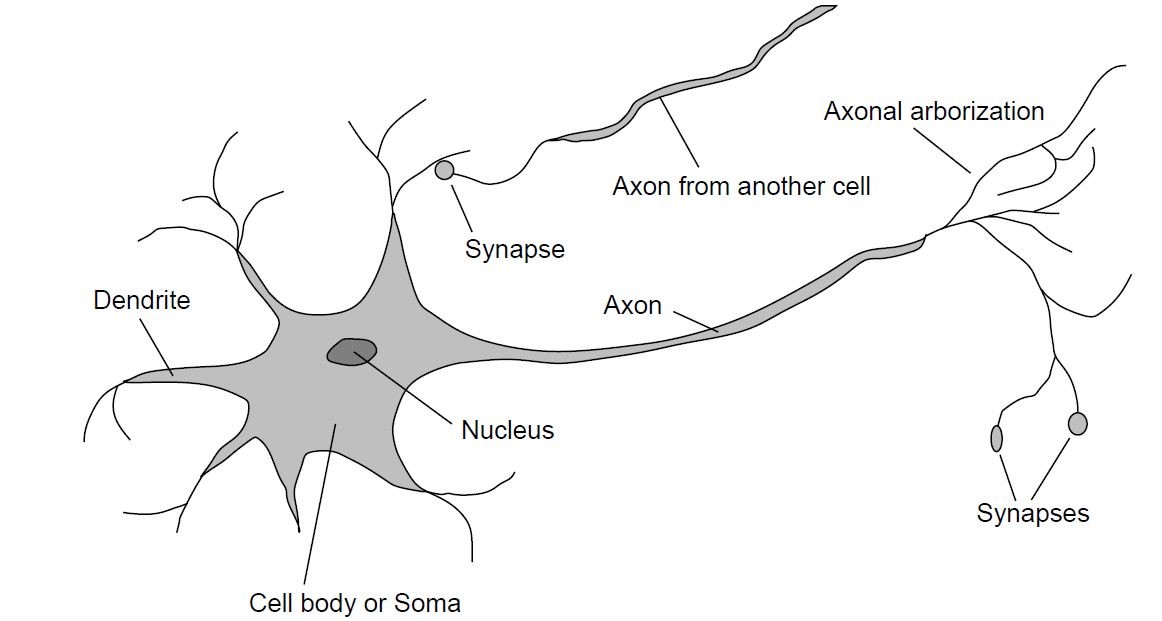 Axonal arborization
Axon from another cell
Synapse
Dendrite
Axon
Nucleus
Synapses
Cell body or Soma